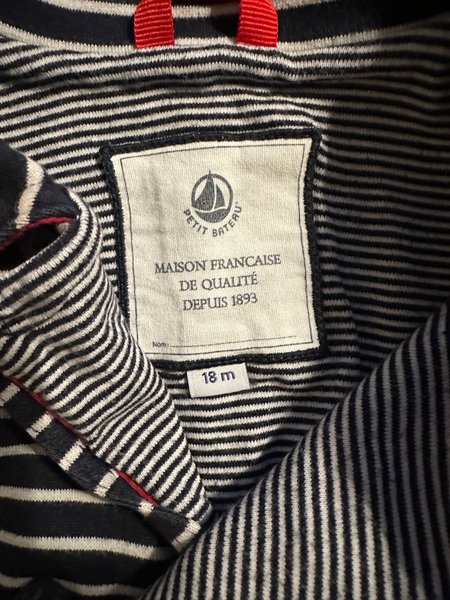 PETIT BATEAU
MAISON FRANCAISE
DE QUALITÉ
DEPUIS 1893
Nom:
18 m